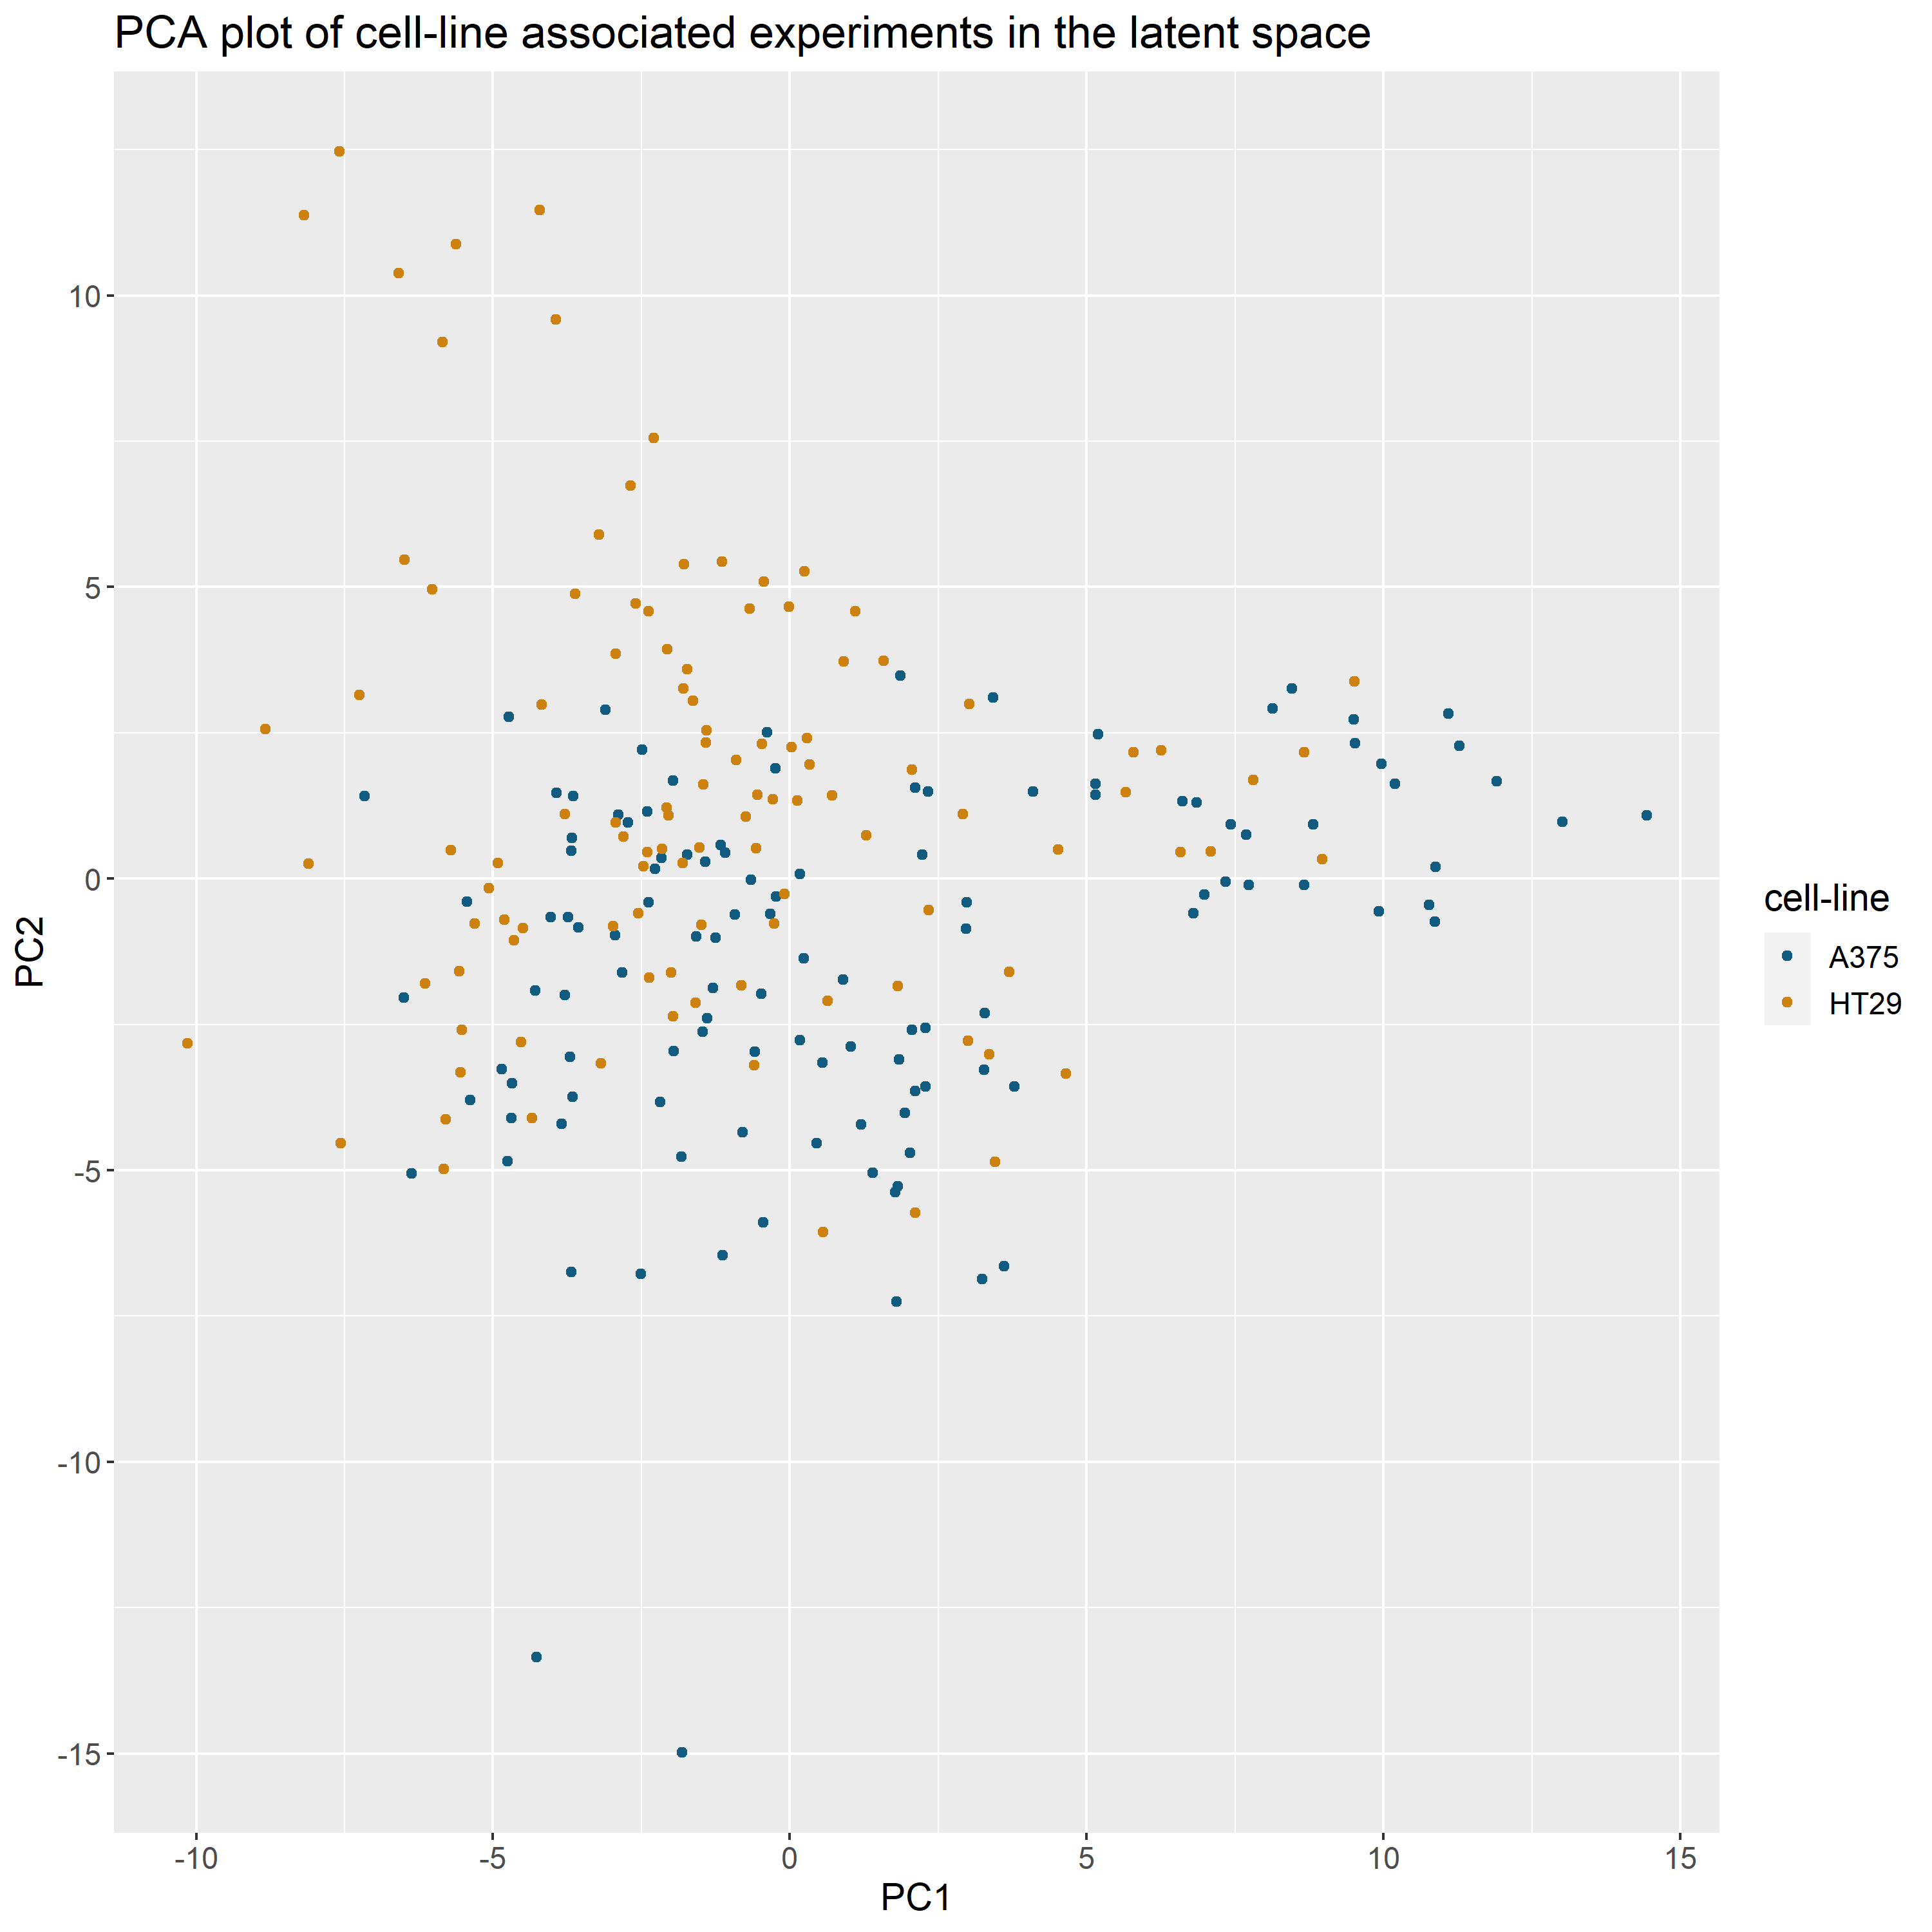 PCA plot of cell-line associated experiments in the latent space
10
5
0
-5
-10
-15
PC2
-10 -5 0 5 10 15
PC1
cell-line
A375
HT29